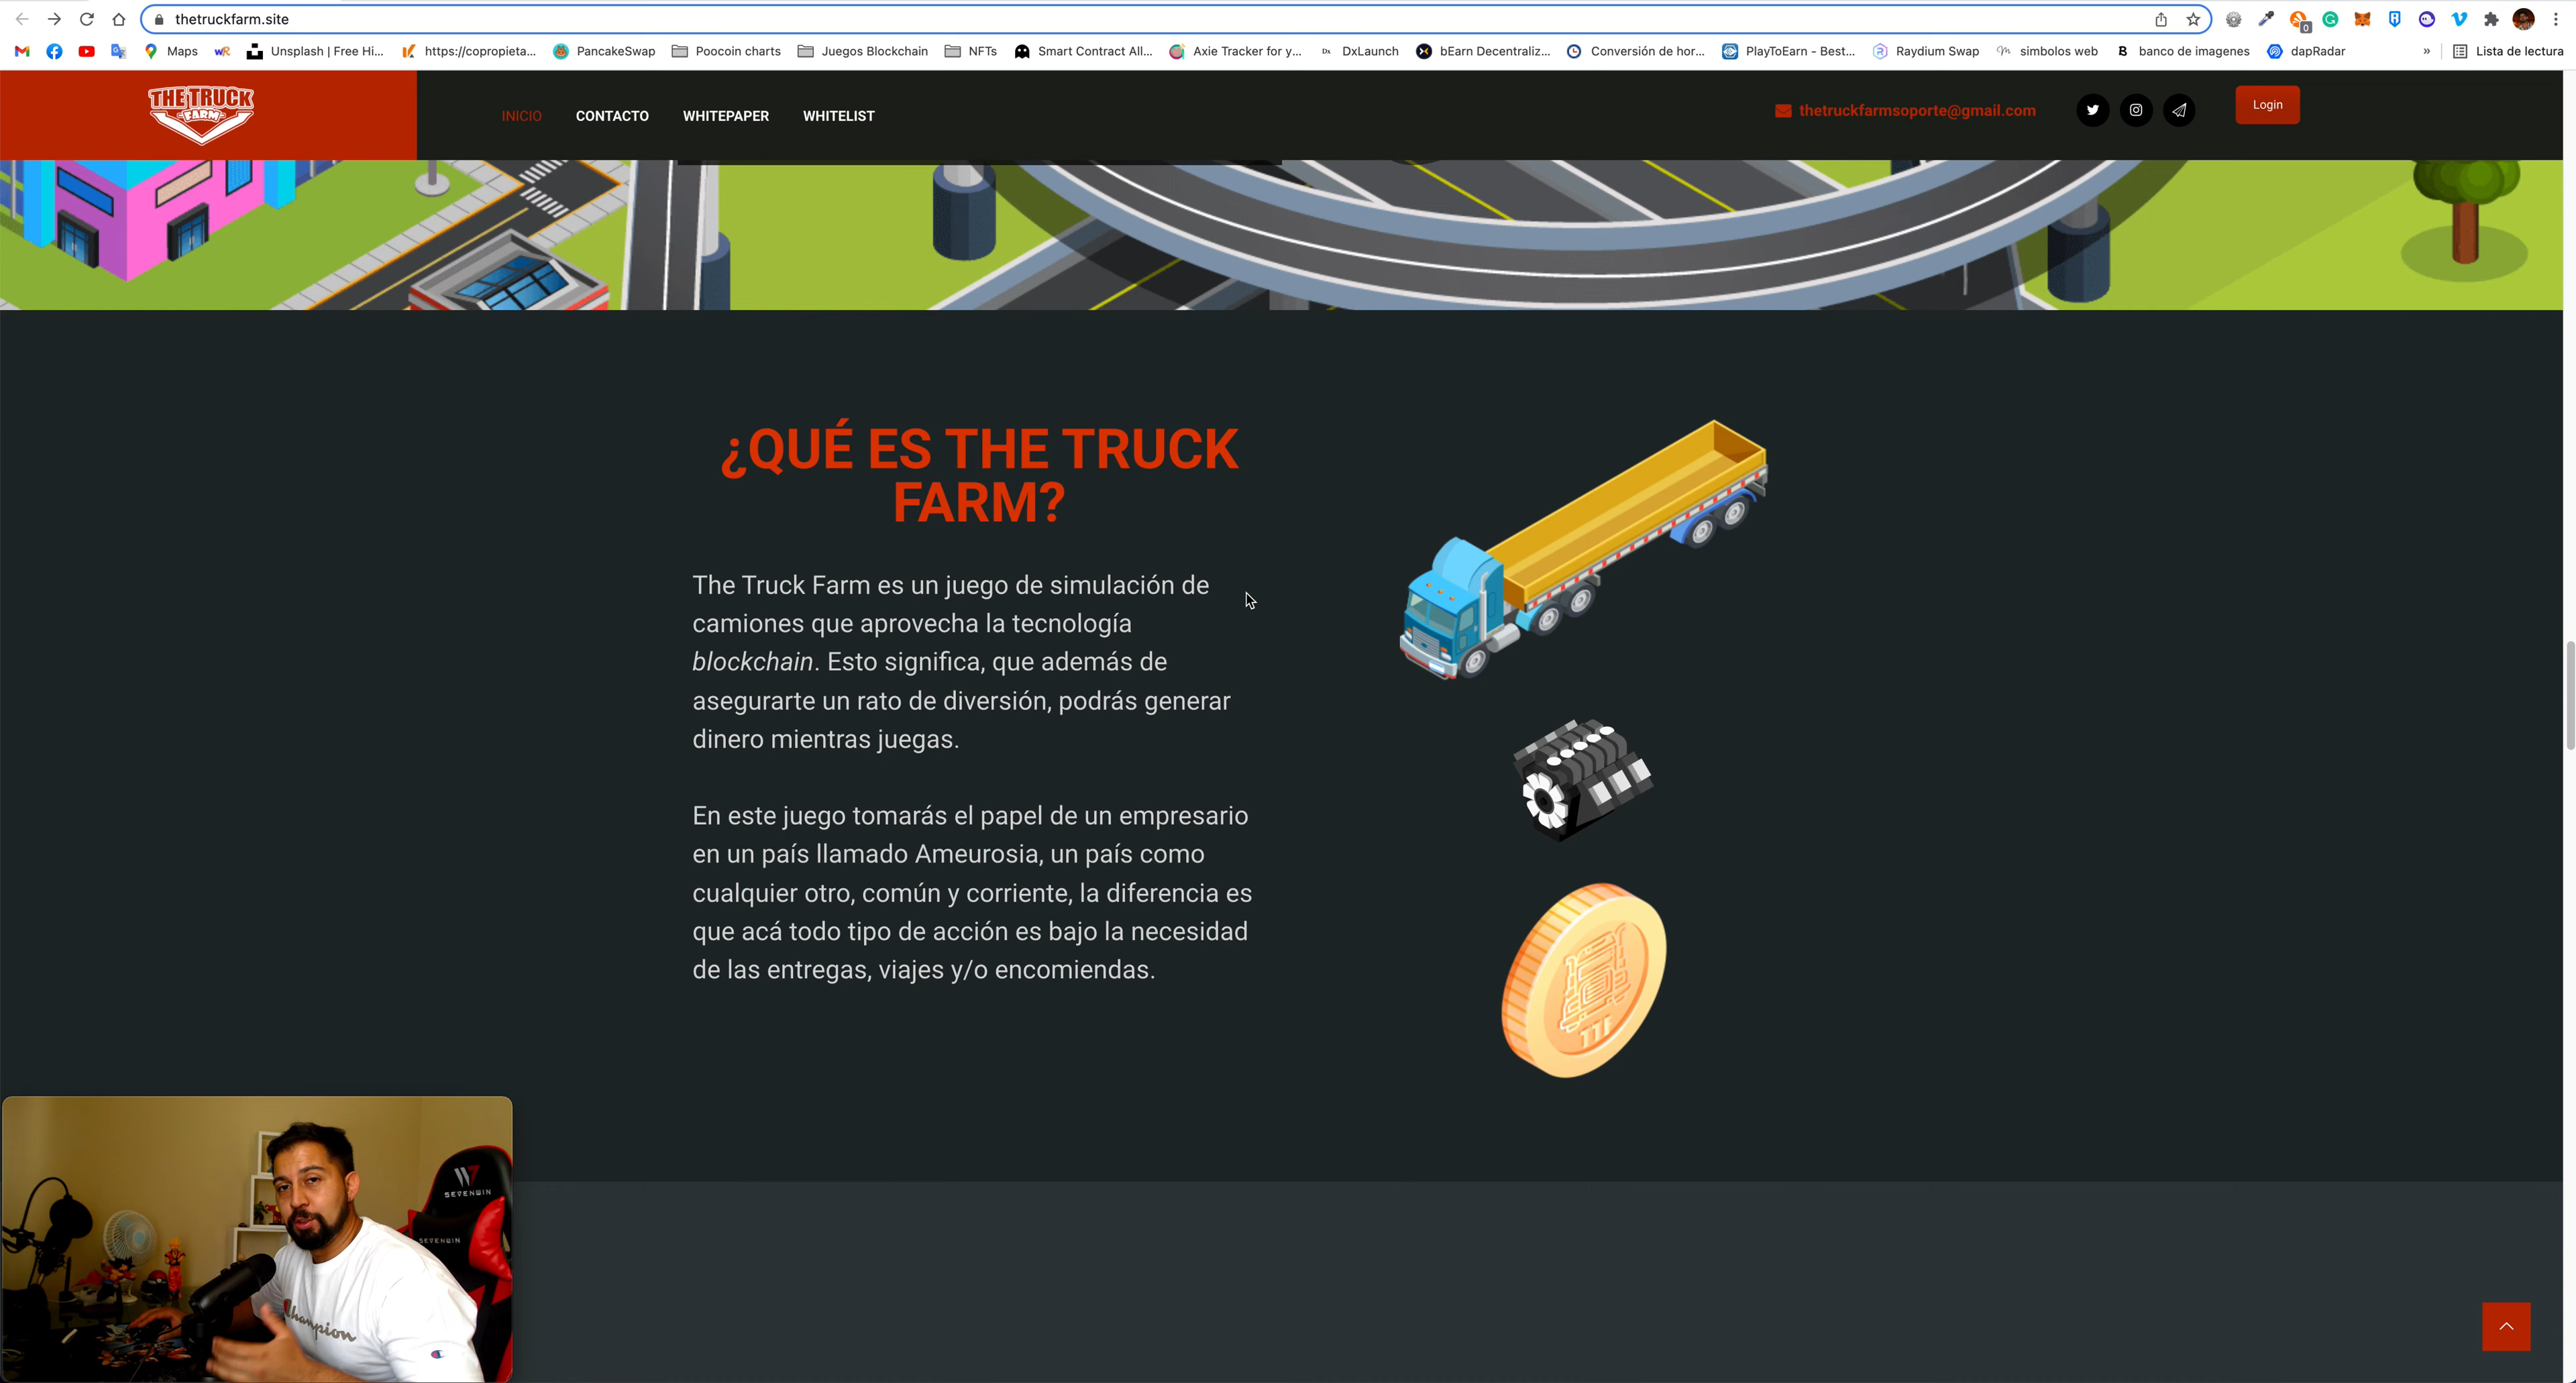 thetruckfarm.site
Maps
Unsplash | Free Hi...
https://copropieta...
PancakeSwap
Poocoin charts
Juegos Blockchain
NFTs
Smart Contract All...
Axie Tracker for y...
DxLaunch
bEarn Decentraliz...
Conversión de hor...
PlayToEarn - Best...
Raydium Swap
simbolos web
banco de imagenes
dapRadar
»
Lista de lectura
THE TRUCK
FARM
INICIO
CONTACTO
WHITEPAPER
WHITELIST
thetruckfarmsoporte@gmail.com
Login
¿QUÉ ES THE TRUCK
FARM?
The Truck Farm es un juego de simulación de
camiones que aprovecha la tecnología
blockchain. Esto significa, que además de
asegurarte un rato de diversión, podrás generar
dinero mientras juegas.
En este juego tomarás el papel de un empresario
en un país llamado Ameurosia, un país como
cualquier otro, común y corriente, la diferencia es
que acá todo tipo de acción es bajo la necesidad
de las entregas, viajes y/o encomiendas.
SEVENWIN
SEVENWIN
Champion